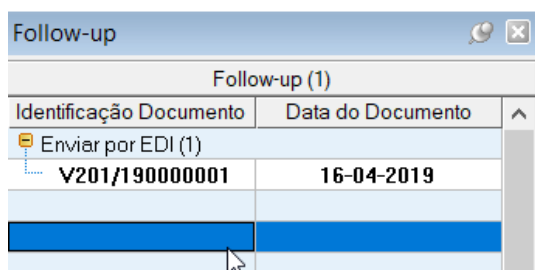 Follow-up
Follow-up (1)
Identificação Documento Data do Documento
Enviar por EDI (1)
V201/190000001 16-04-2019